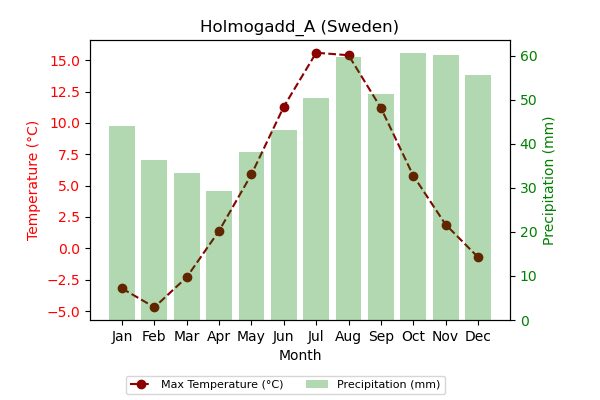 Holmogadd_A (Sweden)
15.0
12.5
10.0
7.5
5.0
2.5
0.0
−2.5
−5.0
Temperature (°C)
60
50
40
30
20
10
0
Precipitation (mm)
Jan Feb Mar Apr May Jun Jul Aug Sep Oct Nov Dec
Month
Max Temperature (°C) Precipitation (mm)